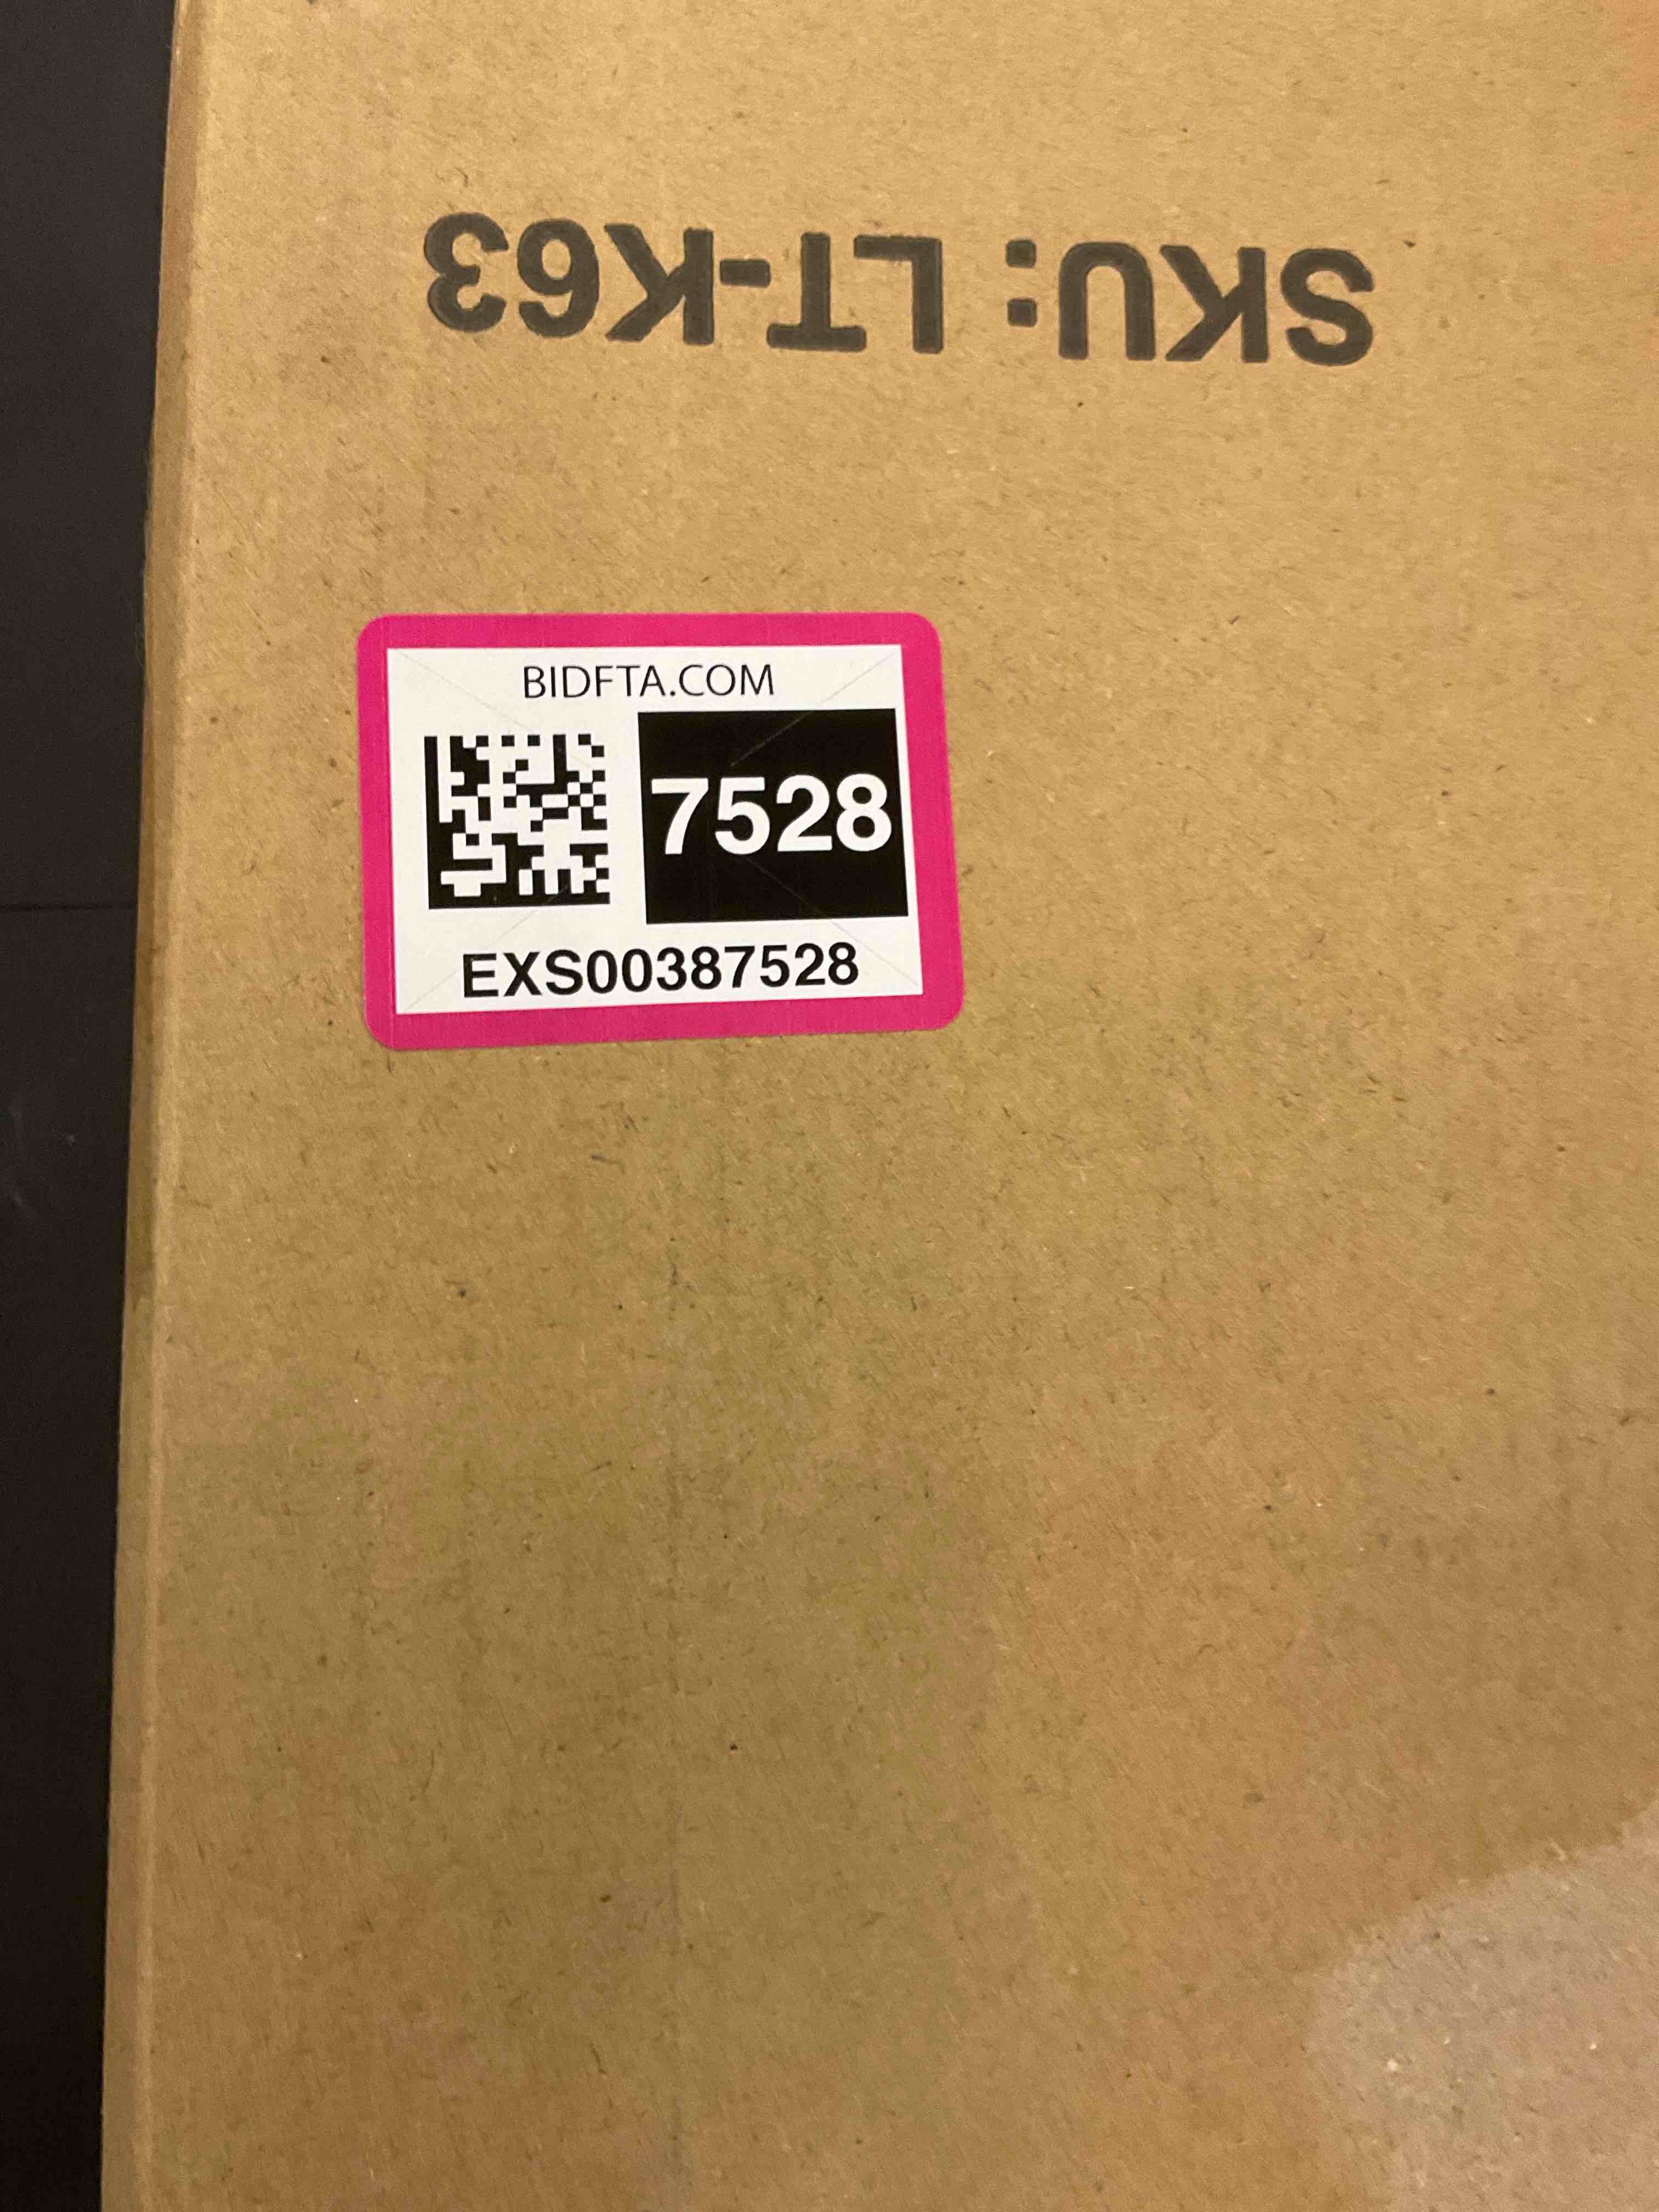 SKU: LT-K63
BIDFTA.COM
7528
EXS00387528